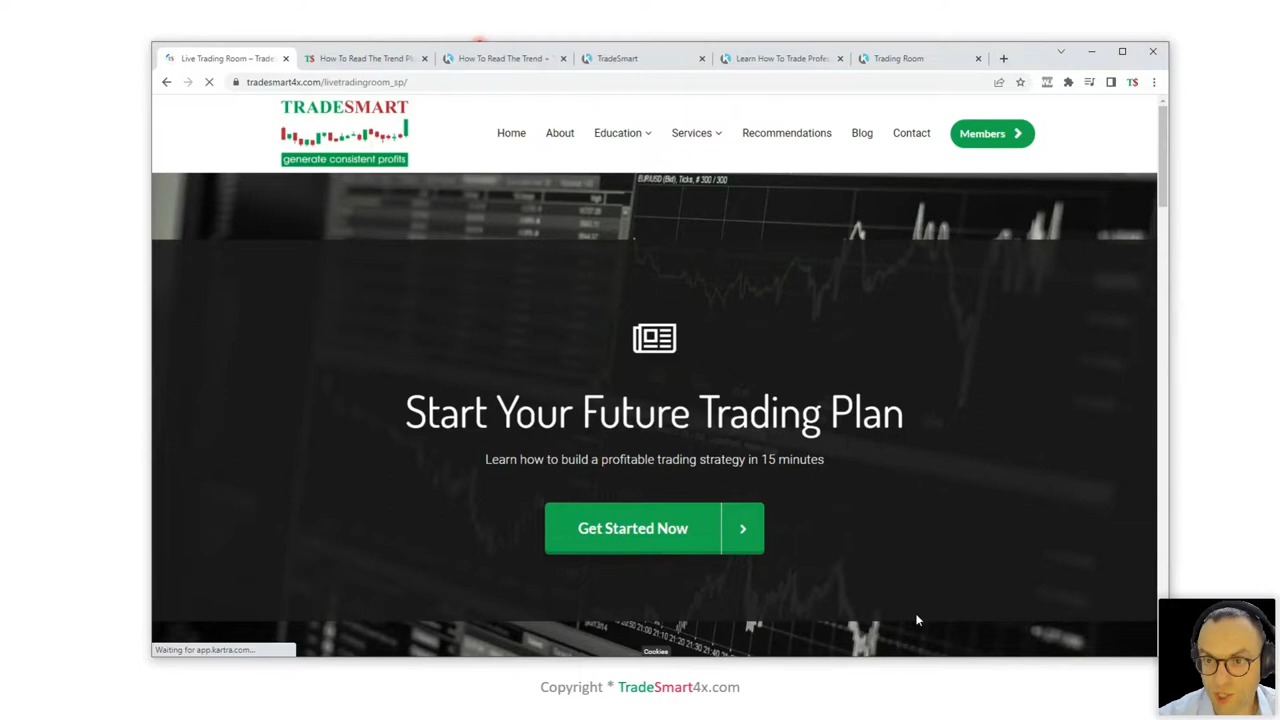 Live Trading Room – Trade
How To Read The Trend Pl
How To Read The Trend –
TradeSmart
Learn How To Trade Profes
Trading Room
tradesmart4x.com/livetradingroom_sp/
TRADESMART
generate consistent profits
Home
About
Education
Services
Recommendations
Blog
Contact
Members
EUR/USD (Bid), Ticks, # 300 / 300
Start Your Future Trading Plan
Learn how to build a profitable trading strategy in 15 minutes
Get Started Now
Waiting for app.kartra.com...
Cookies
Copyright * TradeSmart4x.com